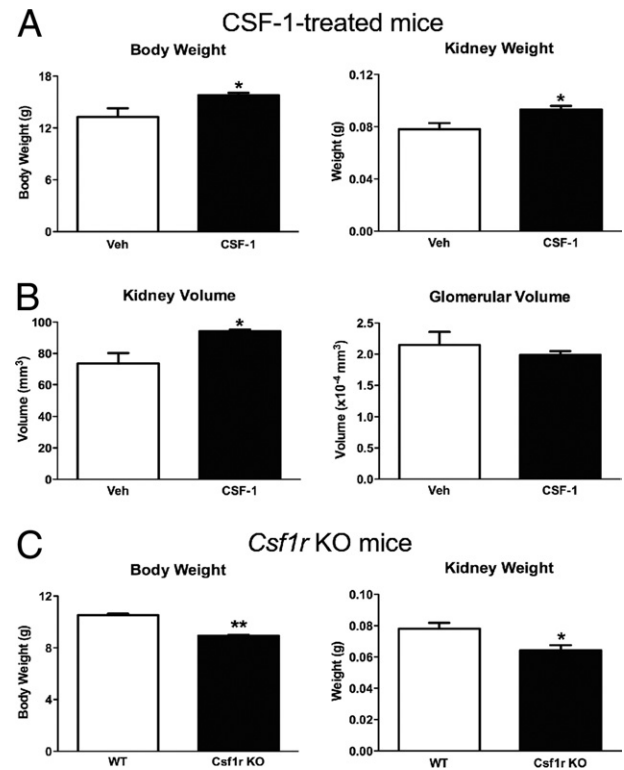 A
CSF-1-treated mice
Body Weight
Kidney Weight
Body Weight (g)
18
12
6
0
*
Veh
CSF-1
Weight (g)
0.12
0.08
0.04
0.00
*
Veh
CSF-1
B
Kidney Volume
Glomerular Volume
Volume (mm³)
100
80
60
40
20
0
*
Veh
CSF-1
Volume (x10⁻⁴ mm³)
2.5
2.0
1.5
1.0
0.5
0.0
Veh
CSF-1
C
Csf1r KO mice
Body Weight
Kidney Weight
Body Weight (g)
12
8
4
0
**
WT
Csf1r KO
Weight (g)
0.10
0.08
0.06
0.04
0.02
0.00
*
WT
Csf1r KO